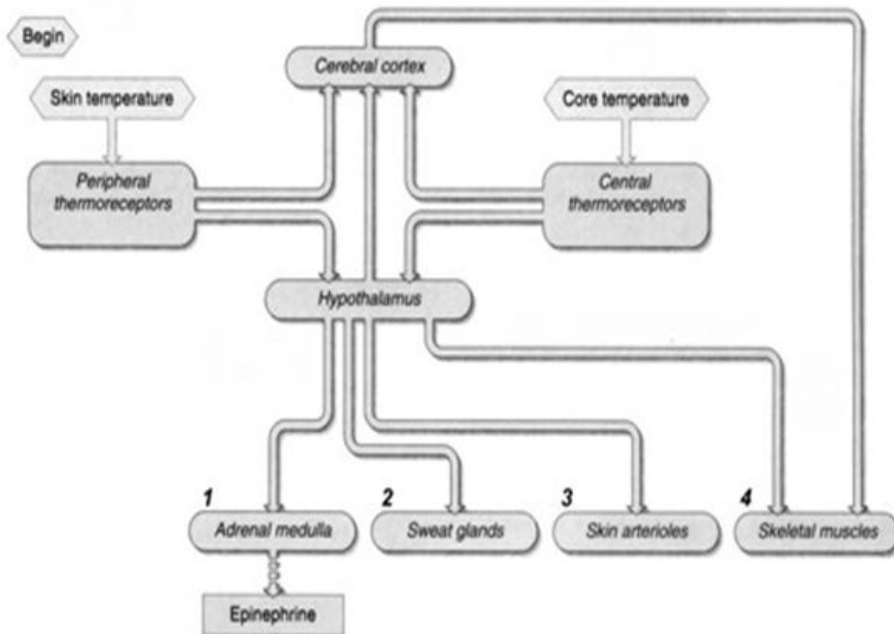 Begin
Cerebral cortex
Skin temperature
Core temperature
Peripheral
thermoreceptors
Central
thermoreceptors
Hypothalamus
1
2
3
4
Adrenal medulla
Sweat glands
Skin arterioles
Skeletal muscles
Epinephrine